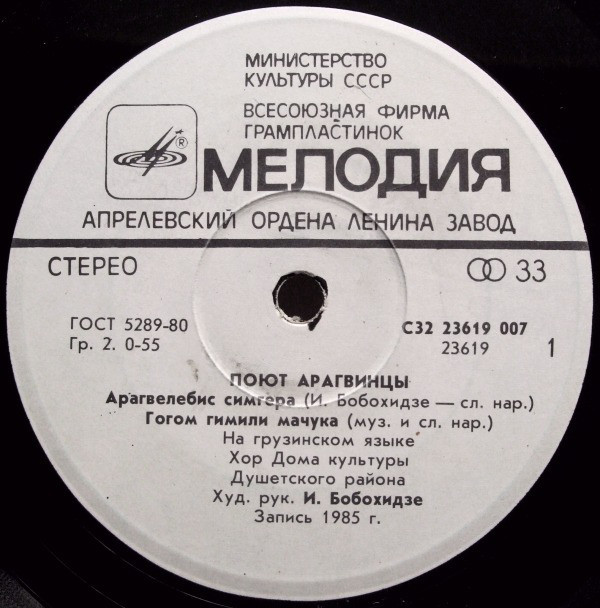 МИНИСТЕРСТВО
КУЛЬТУРЫ СССР
ВСЕСОЮЗНАЯ ФИРМА
ГРАМПЛАСТИНОК
®
МЕЛОДИЯ
АПРЕЛЕВСКИЙ ОРДЕНА ЛЕНИНА ЗАВОД
СТЕРЕО
33
ГОСТ 5289-80
С32 23619 007
Гр. 2. 0-55
23619
1
ПОЮТ АРАГВИНЦЫ
Арагвелебис симгера (И. Бобохидзе — сл. нар.)
Гогом гимили мачука (муз. и сл. нар.)
На грузинском языке
Хор Дома культуры
Душетского района
Худ. рук. И. Бобохидзе
Запись 1985 г.